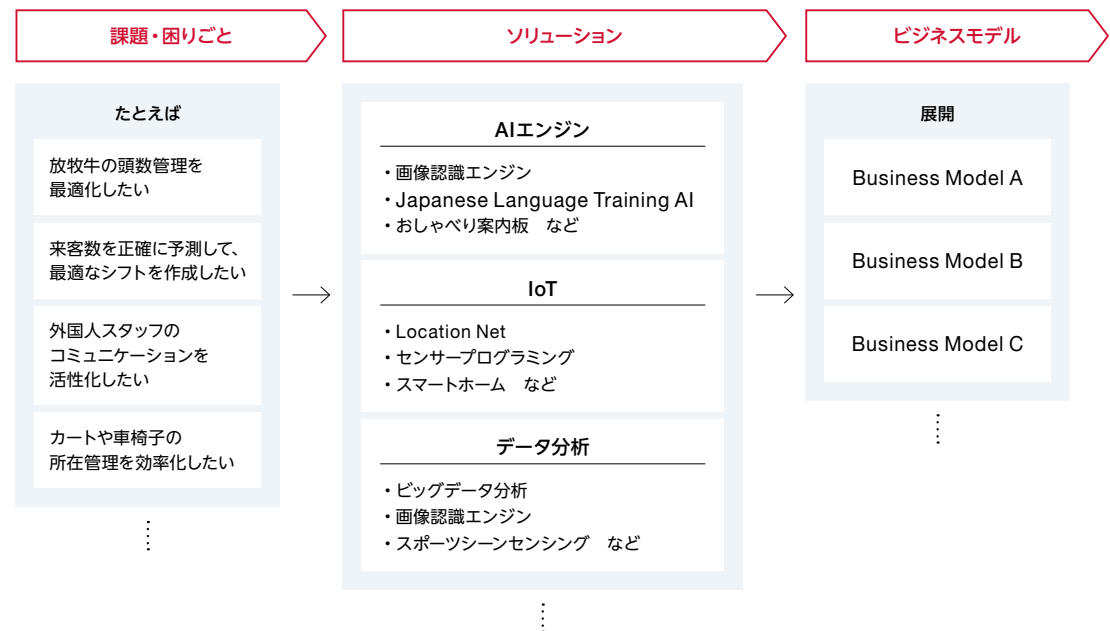 課題・困りごと
ソリューション
ビジネスモデル
たとえば
放牧牛の頭数管理を
最適化したい
来客数を正確に予測して、
最適なシフトを作成したい
外国人スタッフの
コミュニケーションを
活性化したい
カートや車椅子の
所在管理を効率化したい
AIエンジン
・画像認識エンジン
・Japanese Language Training AI
・おしゃべり案内板　など
IoT
・Location Net
・センサープログラミング
・スマートホーム　など
データ分析
・ビッグデータ分析
・画像認識エンジン
・スポーツシーンセンシング　など
展開
Business Model A
Business Model B
Business Model C